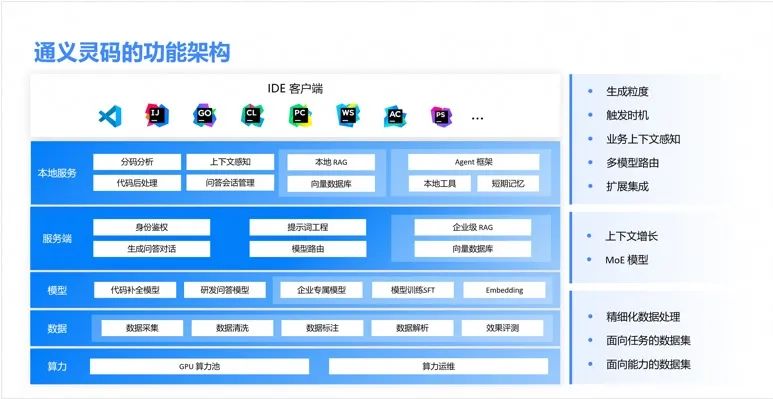 通义灵码的功能架构
IDE 客户端
IJ GO CL PC WS AC PS ...
本地服务
分码分析 上下文感知 本地 RAG Agent 框架
代码后处理 问答会话管理 向量数据库 本地工具 短期记忆
服务端
身份鉴权 提示词工程 企业级 RAG
生成问答对话 模型路由 向量数据库
模型 代码补全模型 研发问答模型 企业专属模型 模型训练SFT Embedding
数据 数据采集 数据清洗 数据标注 数据解析 效果评测
算力 GPU 算力池 算力运维
生成粒度
触发时机
业务上下文感知
多模型路由
扩展集成
上下文增长
MoE 模型
精细化数据处理
面向任务的数据集
面向能力的数据集